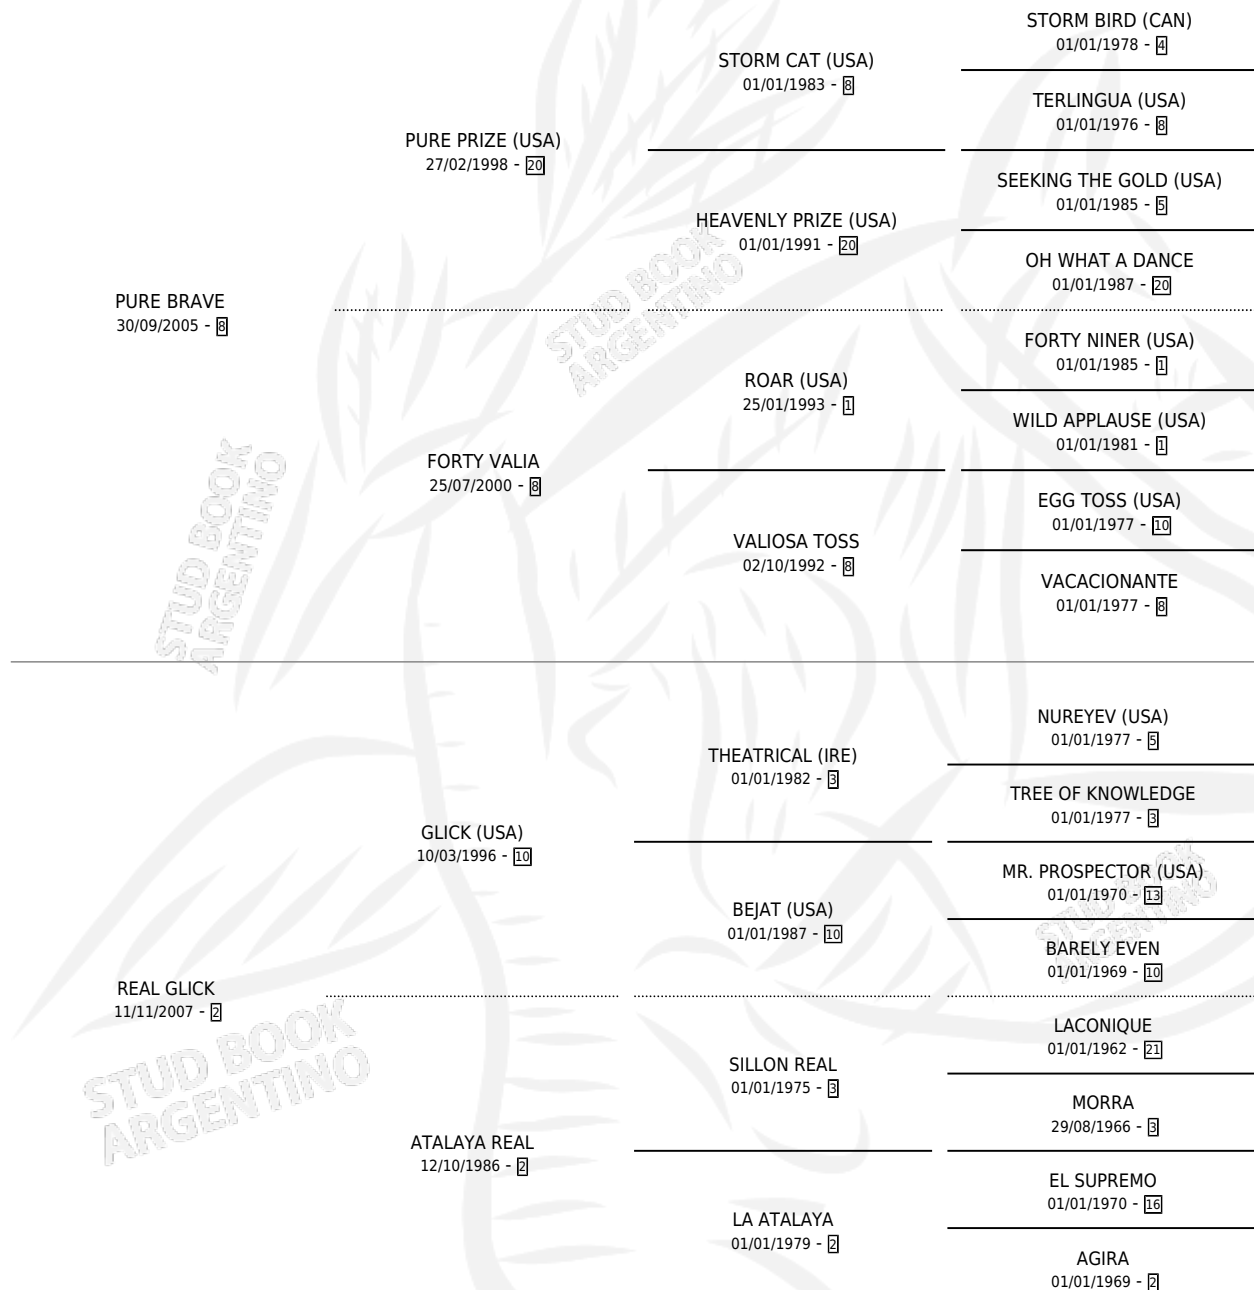 STORM BIRD (CAN)
01/01/1978 - 4
STORM CAT (USA)
01/01/1983 - 8
TERLINGUA (USA)
01/01/1976 - 8
PURE PRIZE (USA)
27/02/1998 - 20
SEEKING THE GOLD (USA)
01/01/1985 - 5
HEAVENLY PRIZE (USA)
01/01/1991 - 20
OH WHAT A DANCE
01/01/1987 - 20
PURE BRAVE
30/09/2005 - 8
STUD BOOK
ARGENTINO
FORTY NINER (USA)
01/01/1985 - 1
ROAR (USA)
25/01/1993 - 1
WILD APPLAUSE (USA)
01/01/1981 - 1
FORTY VALIA
25/07/2000 - 8
EGG TOSS (USA)
01/01/1977 - 10
VALIOSA TOSS
02/10/1992 - 8
VACACIONANTE
01/01/1977 - 8
STUD BOOK
ARGENTINO
NUREYEV (USA)
01/01/1977 - 5
THEATRICAL (IRE)
01/01/1982 - 3
TREE OF KNOWLEDGE
01/01/1977 - 3
GLICK (USA)
10/03/1996 - 10
MR. PROSPECTOR (USA)
01/01/1970 - 13
BEJAT (USA)
01/01/1987 - 10
BARELY EVEN
01/01/1969 - 10
STUD BOOK
ARGENTINO
REAL GLICK
11/11/2007 - 2
LACONIQUE
01/01/1962 - 21
SILLON REAL
01/01/1975 - 3
MORRA
29/08/1966 - 3
STUD BOOK
ARGENTINO
ATALAYA REAL
12/10/1986 - 2
EL SUPREMO
01/01/1970 - 16
LA ATALAYA
01/01/1979 - 2
AGIRA
01/01/1969 - 2